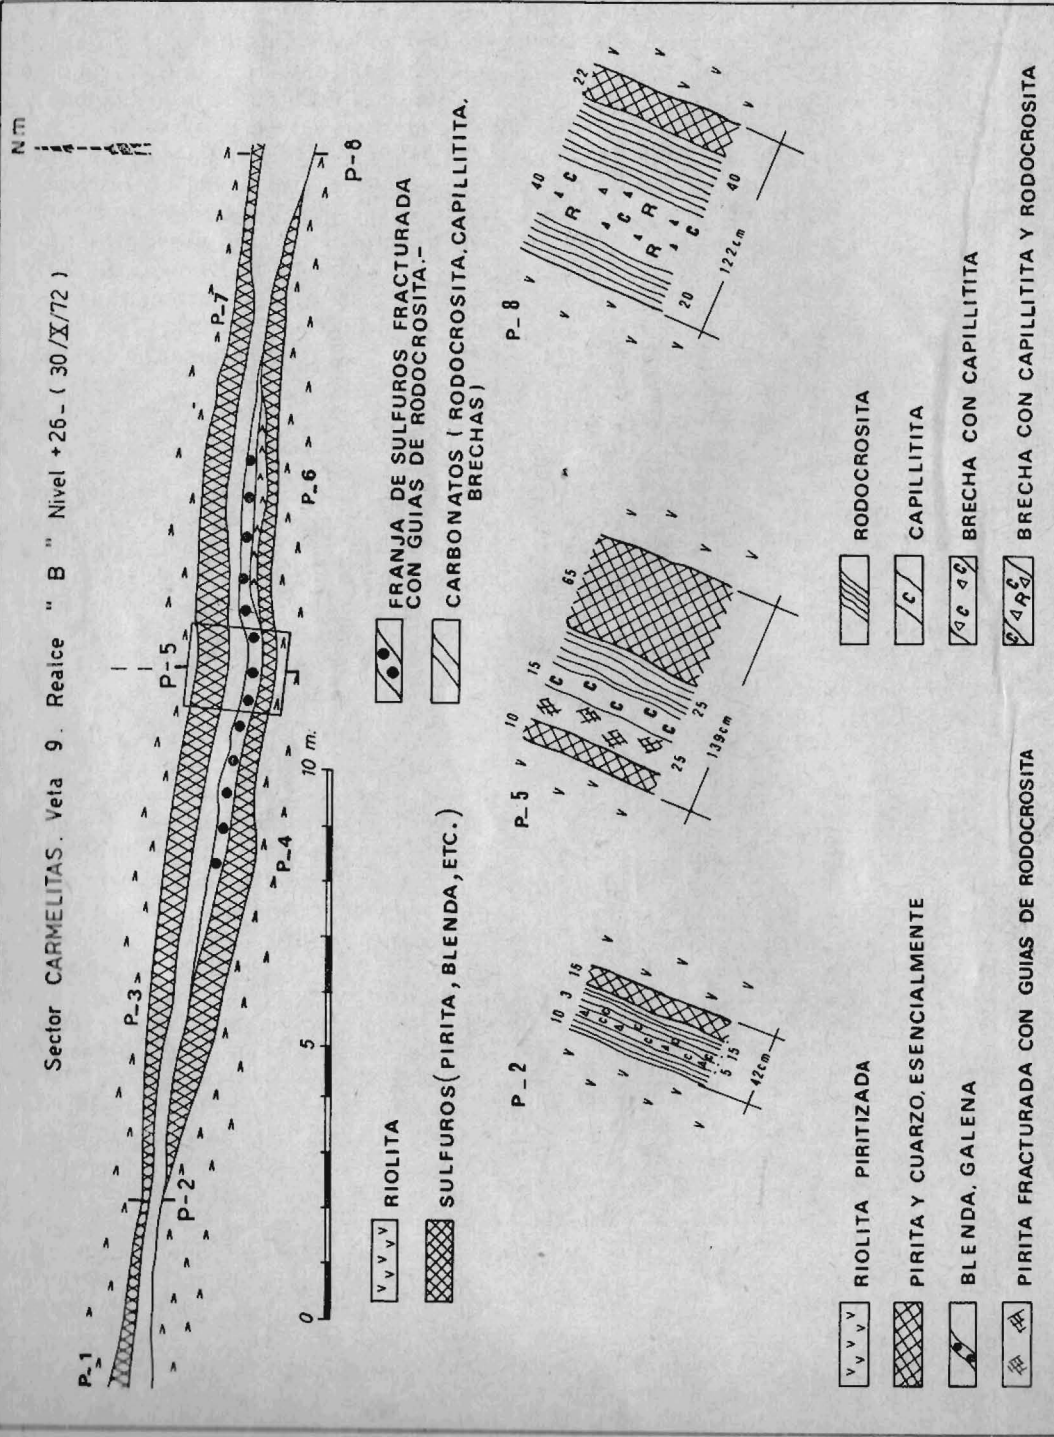 Sector CARMELITAS. Veta 9. Realce " B " Nivel +26- ( 30/X/72 )
Nm
P-1
P-2
P-3
P-4
P-5
P-6
P-7
P-8
0
5
10 m.
RIOLITA
SULFUROS (PIRITA, BLENDA, ETC.)
FRANJA DE SULFUROS FRACTURADA
CON GUIAS DE RODOCROSITA.-
CARBONATOS ( RODOCROSITA, CAPILLITITA,
BRECHAS)
P-2
10 3 15
5 15
42cm
P-5
10 15 65
25 25
139cm
P-8
40 22
20 40
122cm
RIOLITA PIRITIZADA
PIRITA Y CUARZO, ESENCIALMENTE
BLENDA, GALENA
PIRITA FRACTURADA CON GUIAS DE RODOCROSITA
RODOCROSITA
C CAPILLITITA
C C BRECHA CON CAPILLITITA
C R C BRECHA CON CAPILLITITA Y RODOCROSITA